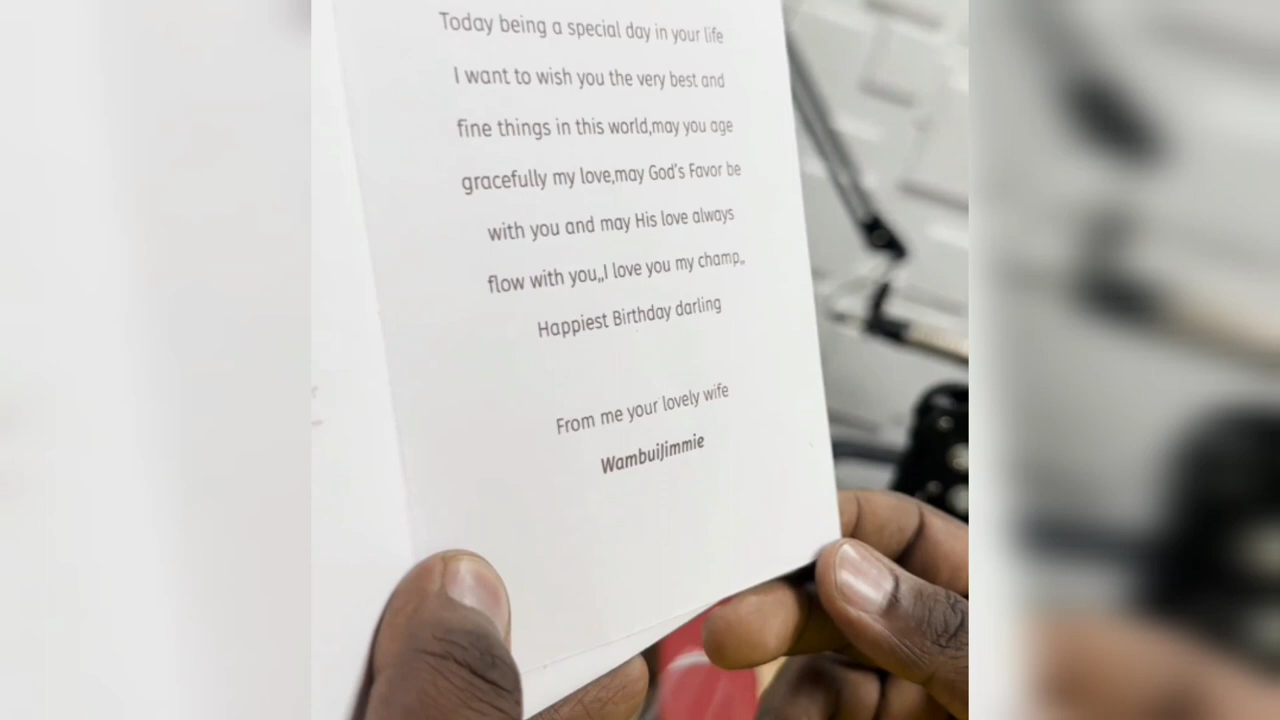 Today being a special day in your life
I want to wish you the very best and
fine things in this world,may you age
gracefully my love,may God's Favor be
with you and may His love always
flow with you,,I love you my champ,,
Happiest Birthday darling
From me your lovely wife
WambuiJimmie